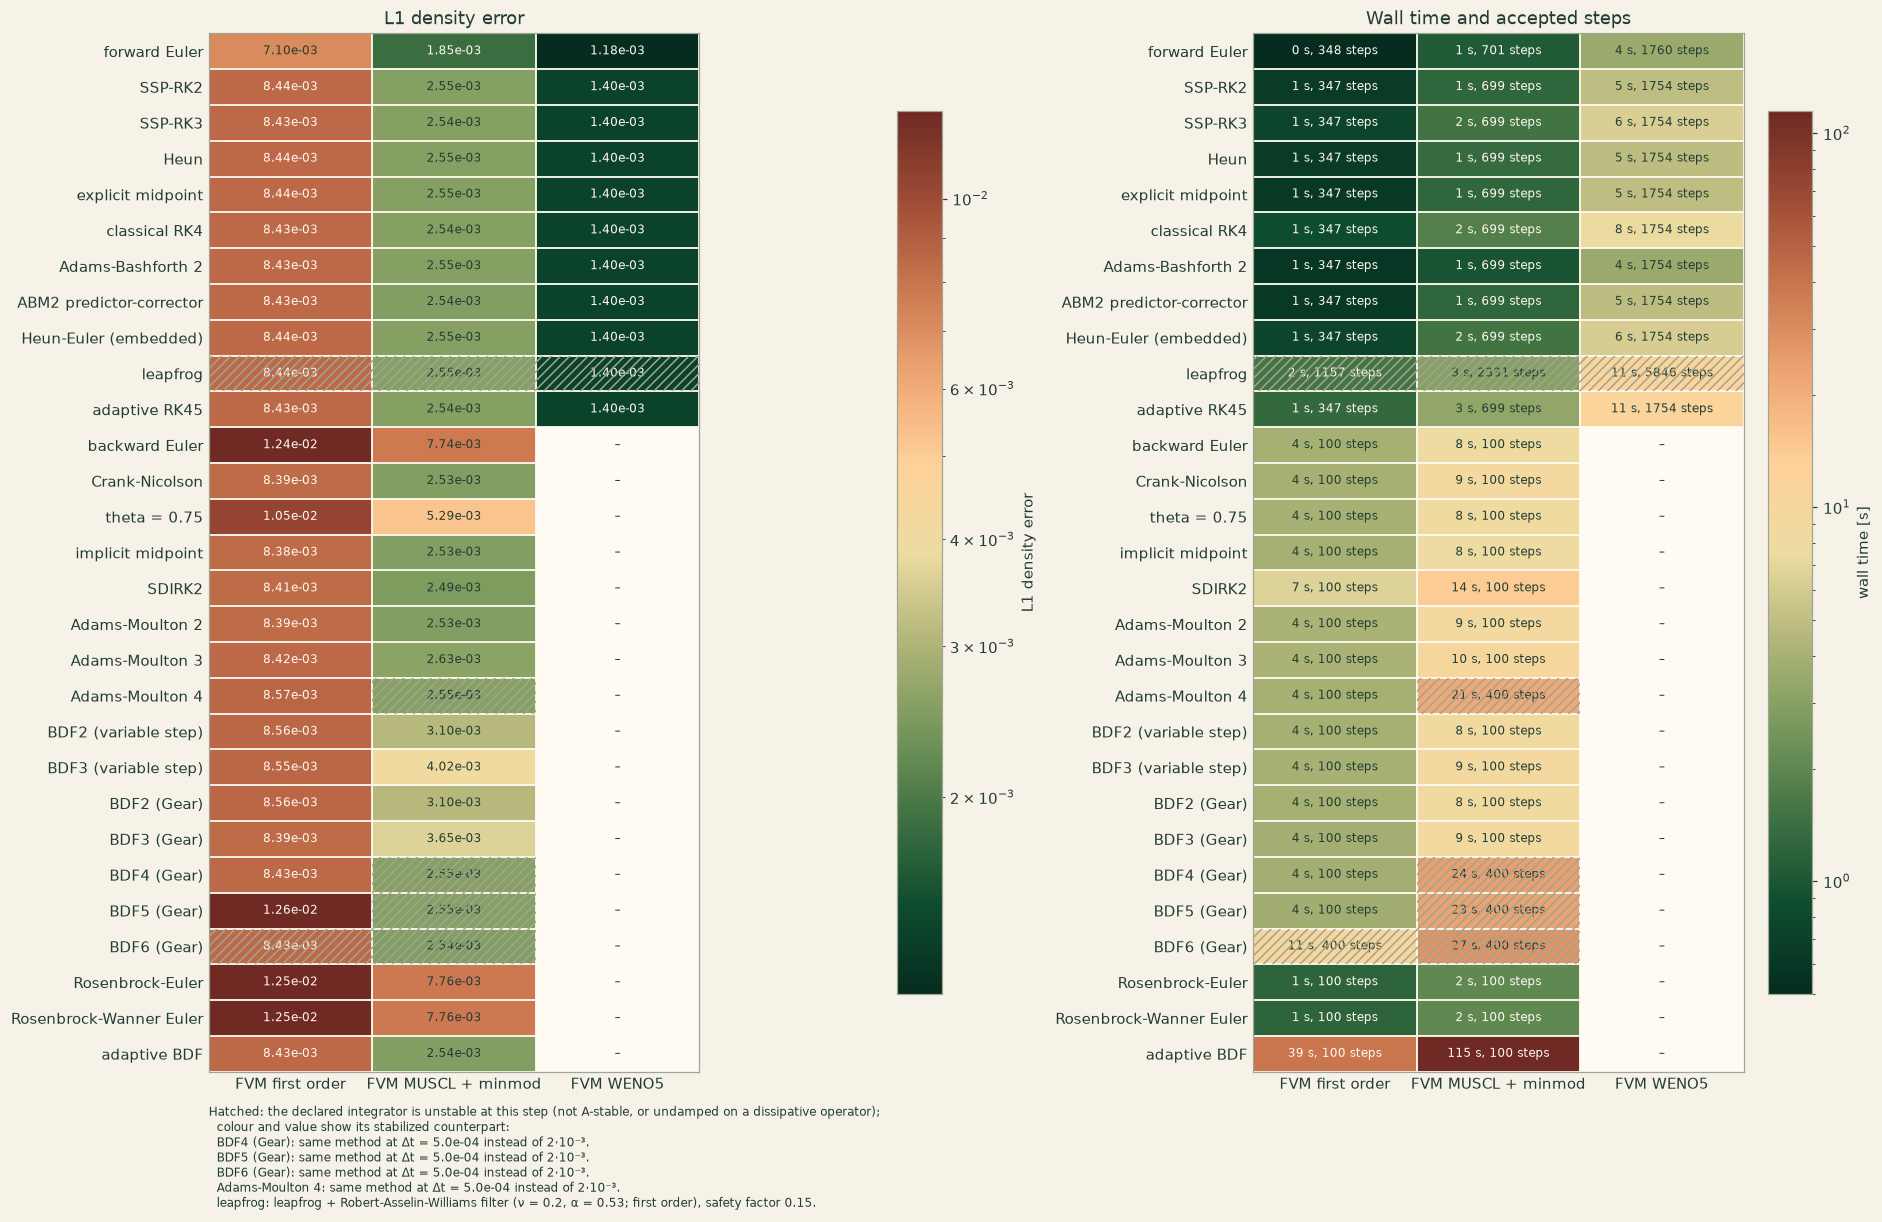 L1 density error
Wall time and accepted steps
forward Euler 7.10e-03 1.85e-03 1.18e-03
SSP-RK2 8.44e-03 2.55e-03 1.40e-03
SSP-RK3 8.43e-03 2.54e-03 1.40e-03
Heun 8.44e-03 2.55e-03 1.40e-03
explicit midpoint 8.44e-03 2.55e-03 1.40e-03
classical RK4 8.43e-03 2.54e-03 1.40e-03
Adams-Bashforth 2 8.43e-03 2.55e-03 1.40e-03
ABM2 predictor-corrector 8.43e-03 2.54e-03 1.40e-03
Heun-Euler (embedded) 8.44e-03 2.55e-03 1.40e-03
leapfrog 8.44e-03 2.55e-03 1.40e-03
adaptive RK45 8.43e-03 2.54e-03 1.40e-03
backward Euler 1.24e-02 7.74e-03 –
Crank-Nicolson 8.39e-03 2.53e-03 –
theta = 0.75 1.05e-02 5.29e-03 –
implicit midpoint 8.38e-03 2.53e-03 –
SDIRK2 8.41e-03 2.49e-03 –
Adams-Moulton 2 8.39e-03 2.53e-03 –
Adams-Moulton 3 8.42e-03 2.63e-03 –
Adams-Moulton 4 8.57e-03 2.55e-03 –
BDF2 (variable step) 8.56e-03 3.10e-03 –
BDF3 (variable step) 8.55e-03 4.02e-03 –
BDF2 (Gear) 8.56e-03 3.10e-03 –
BDF3 (Gear) 8.39e-03 3.65e-03 –
BDF4 (Gear) 8.43e-03 2.55e-03 –
BDF5 (Gear) 1.26e-02 2.55e-03 –
BDF6 (Gear) 8.43e-03 2.54e-03 –
Rosenbrock-Euler 1.25e-02 7.76e-03 –
Rosenbrock-Wanner Euler 1.25e-02 7.76e-03 –
adaptive BDF 8.43e-03 2.54e-03 –
FVM first order FVM MUSCL + minmod FVM WENO5
10⁻²
6 × 10⁻³
4 × 10⁻³
3 × 10⁻³
2 × 10⁻³
L1 density error
forward Euler 0 s, 348 steps 1 s, 701 steps 4 s, 1760 steps
SSP-RK2 1 s, 347 steps 1 s, 699 steps 5 s, 1754 steps
SSP-RK3 1 s, 347 steps 2 s, 699 steps 6 s, 1754 steps
Heun 1 s, 347 steps 1 s, 699 steps 5 s, 1754 steps
explicit midpoint 1 s, 347 steps 1 s, 699 steps 5 s, 1754 steps
classical RK4 1 s, 347 steps 2 s, 699 steps 8 s, 1754 steps
Adams-Bashforth 2 1 s, 347 steps 1 s, 699 steps 4 s, 1754 steps
ABM2 predictor-corrector 1 s, 347 steps 1 s, 699 steps 5 s, 1754 steps
Heun-Euler (embedded) 1 s, 347 steps 2 s, 699 steps 6 s, 1754 steps
leapfrog 2 s, 1157 steps 3 s, 2331 steps 11 s, 5846 steps
adaptive RK45 1 s, 347 steps 3 s, 699 steps 11 s, 1754 steps
backward Euler 4 s, 100 steps 8 s, 100 steps –
Crank-Nicolson 4 s, 100 steps 9 s, 100 steps –
theta = 0.75 4 s, 100 steps 8 s, 100 steps –
implicit midpoint 4 s, 100 steps 8 s, 100 steps –
SDIRK2 7 s, 100 steps 14 s, 100 steps –
Adams-Moulton 2 4 s, 100 steps 9 s, 100 steps –
Adams-Moulton 3 4 s, 100 steps 10 s, 100 steps –
Adams-Moulton 4 4 s, 100 steps 21 s, 400 steps –
BDF2 (variable step) 4 s, 100 steps 8 s, 100 steps –
BDF3 (variable step) 4 s, 100 steps 9 s, 100 steps –
BDF2 (Gear) 4 s, 100 steps 8 s, 100 steps –
BDF3 (Gear) 4 s, 100 steps 9 s, 100 steps –
BDF4 (Gear) 4 s, 100 steps 24 s, 400 steps –
BDF5 (Gear) 4 s, 100 steps 23 s, 400 steps –
BDF6 (Gear) 11 s, 400 steps 27 s, 400 steps –
Rosenbrock-Euler 1 s, 100 steps 2 s, 100 steps –
Rosenbrock-Wanner Euler 1 s, 100 steps 2 s, 100 steps –
adaptive BDF 39 s, 100 steps 115 s, 100 steps –
FVM first order FVM MUSCL + minmod FVM WENO5
10²
10¹
10⁰
wall time [s]
Hatched: the declared integrator is unstable at this step (not A-stable, or undamped on a dissipative operator);
colour and value show its stabilized counterpart:
BDF4 (Gear): same method at Δt = 5.0e-04 instead of 2·10⁻³.
BDF5 (Gear): same method at Δt = 5.0e-04 instead of 2·10⁻³.
BDF6 (Gear): same method at Δt = 5.0e-04 instead of 2·10⁻³.
Adams-Moulton 4: same method at Δt = 5.0e-04 instead of 2·10⁻³.
leapfrog: leapfrog + Robert-Asselin-Williams filter (ν = 0.2, α = 0.53; first order), safety factor 0.15.